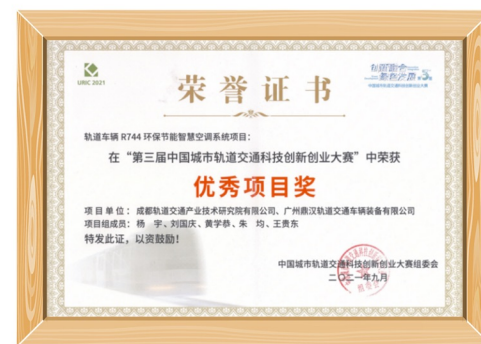 URIC 2021
荣誉证书
轨道车辆 R744 环保节能智慧空调系统项目：
在“第三届中国城市轨道交通科技创新创业大赛”中荣获
优秀项目奖
项目单位：成都轨道交通产业技术研究院有限公司、广州鼎汉轨道交通车辆装备有限公司
项目组成员：杨 宇、刘国庆、黄学恭、朱 均、王贵东
特发此证，以资鼓励！
中国城市轨道交通科技创新创业大赛组委会
二〇二一年九月